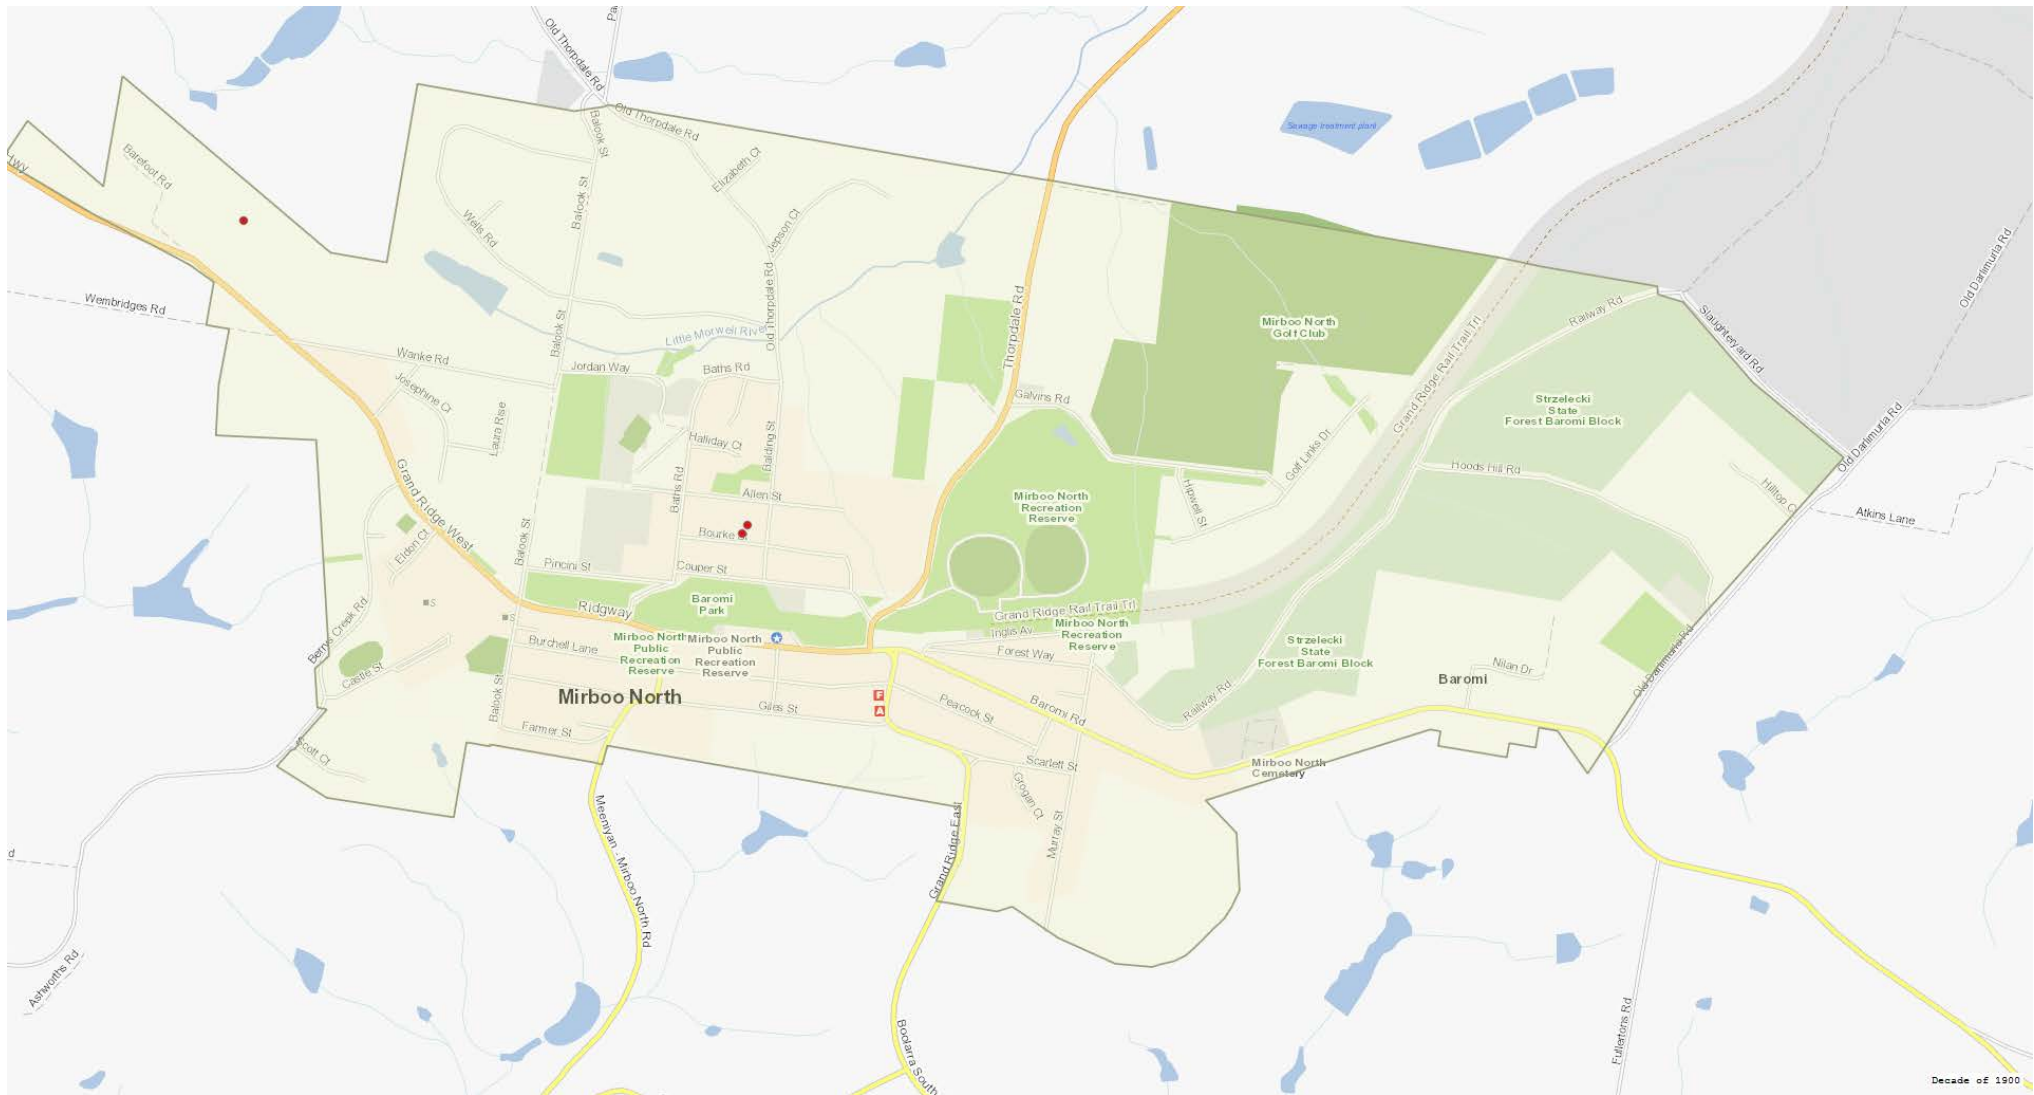 Old Thorpdale Rd
Pa
Old Thorpdale Rd
Balook St
Elizabeth Ct
Sewage treatment plant
Hwy
Barefoot Rd
Balook St
Wells Rd
Jepson Ct
Old Thorpdale Rd
Old Darlimurla Rd
Wembridges Rd
Little Morwell River
Thorpdale Rd
Mirboo North
Golf Club
Grand Ridge Rail Trail Trl
Railway Rd
Slaughteryard Rd
Balook St
Wanke Rd
Jordan Way
Baths Rd
Josephine Ct
Laura Rise
Galvins Rd
Strzelecki
State
Forest Baromi Block
Halliday Ct
Balding St
Golf Links Dr
Old Darlimurla Rd
Grand Ridge West
Baths Rd
Allen St
Mirboo North
Recreation
Reserve
Hipwell St
Hoods Hill Rd
Hilltop C
Atkins Lane
Balook St
Eldon Ct
Bourke St
Pincini St
Couper St
Berrys Creek Rd
S
S
Ridgway
Baromi
Park
Grand Ridge Rail Trail Trl
Inglis Av
Mirboo North
Recreation
Reserve
Burchell Lane
Mirboo North
Public
Recreation
Reserve
Mirboo North
Public
Recreation
Reserve
Forest Way
Strzelecki
State
Forest Baromi Block
Nilan Dr
Baromi
Old Darlimurla Rd
Castle St
Balook St
Mirboo North
Giles St
F
A
Peacock St
Baromi Rd
Railway Rd
Farmer St
Scott Ct
Scarlett St
Mirboo North
Cemetery
Grogan Ct
Murray St
Meeniyan - Mirboo North Rd
Grand Ridge East
d
Ashworths Rd
Boolarra South
Fullertons Rd
Decade of 1900